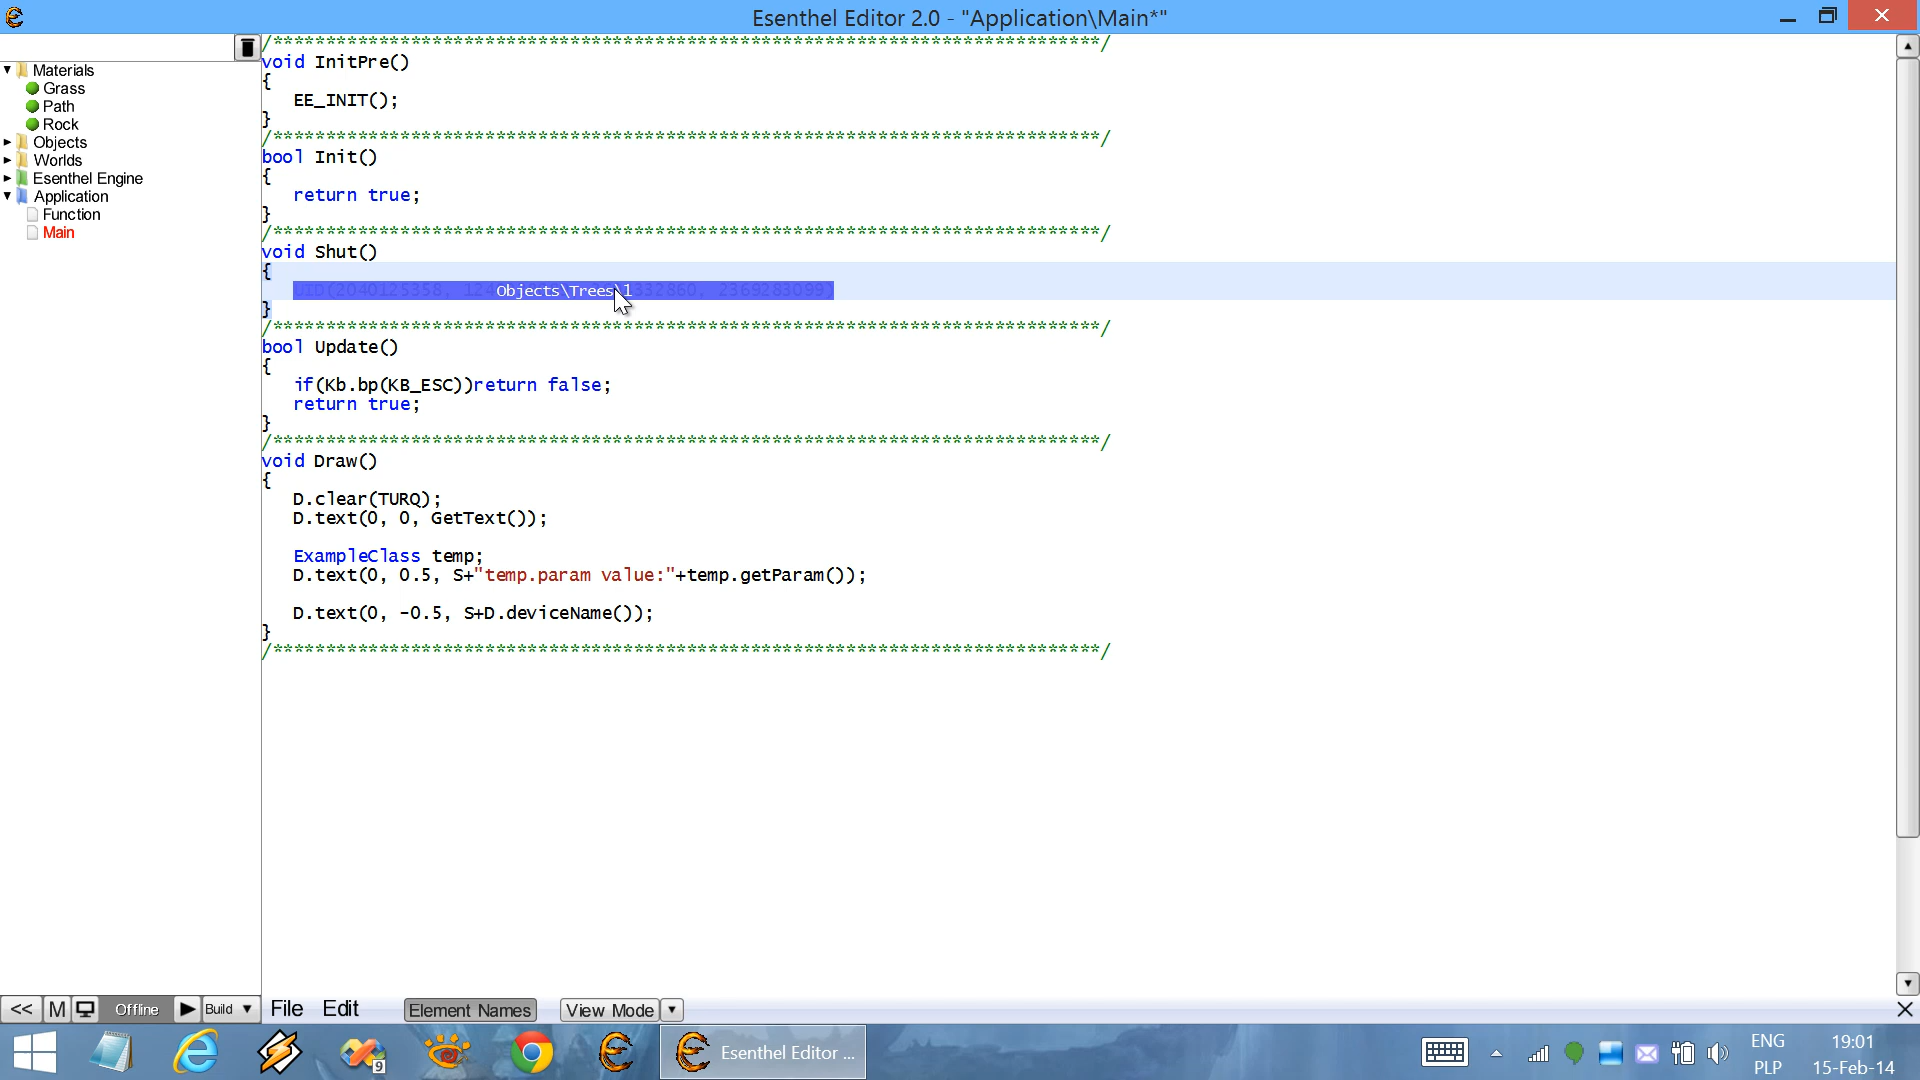 Esenthel Editor 2.0 - "Application\Main*"
Materials
Grass
Path
Rock
Objects
Worlds
Esenthel Engine
Application
Function
Main
/******************************************************************************/
void InitPre()
{
EE_INIT();
}
/******************************************************************************/
bool Init()
{
return true;
}
/******************************************************************************/
void Shut()
{
Objects\Trees\1
}
/******************************************************************************/
bool Update()
{
if(Kb.bp(KB_ESC))return false;
return true;
}
/******************************************************************************/
void Draw()
{
D.clear(TURQ);
D.text(0, 0, GetText());
ExampleClass temp;
D.text(0, 0.5, S+"temp.param value:"+temp.getParam());
D.text(0, -0.5, S+D.deviceName());
}
/******************************************************************************/
<< M Offline Build File Edit Element Names View Mode
9
Esenthel Editor ...
ENG 19:01
PLP 15-Feb-14